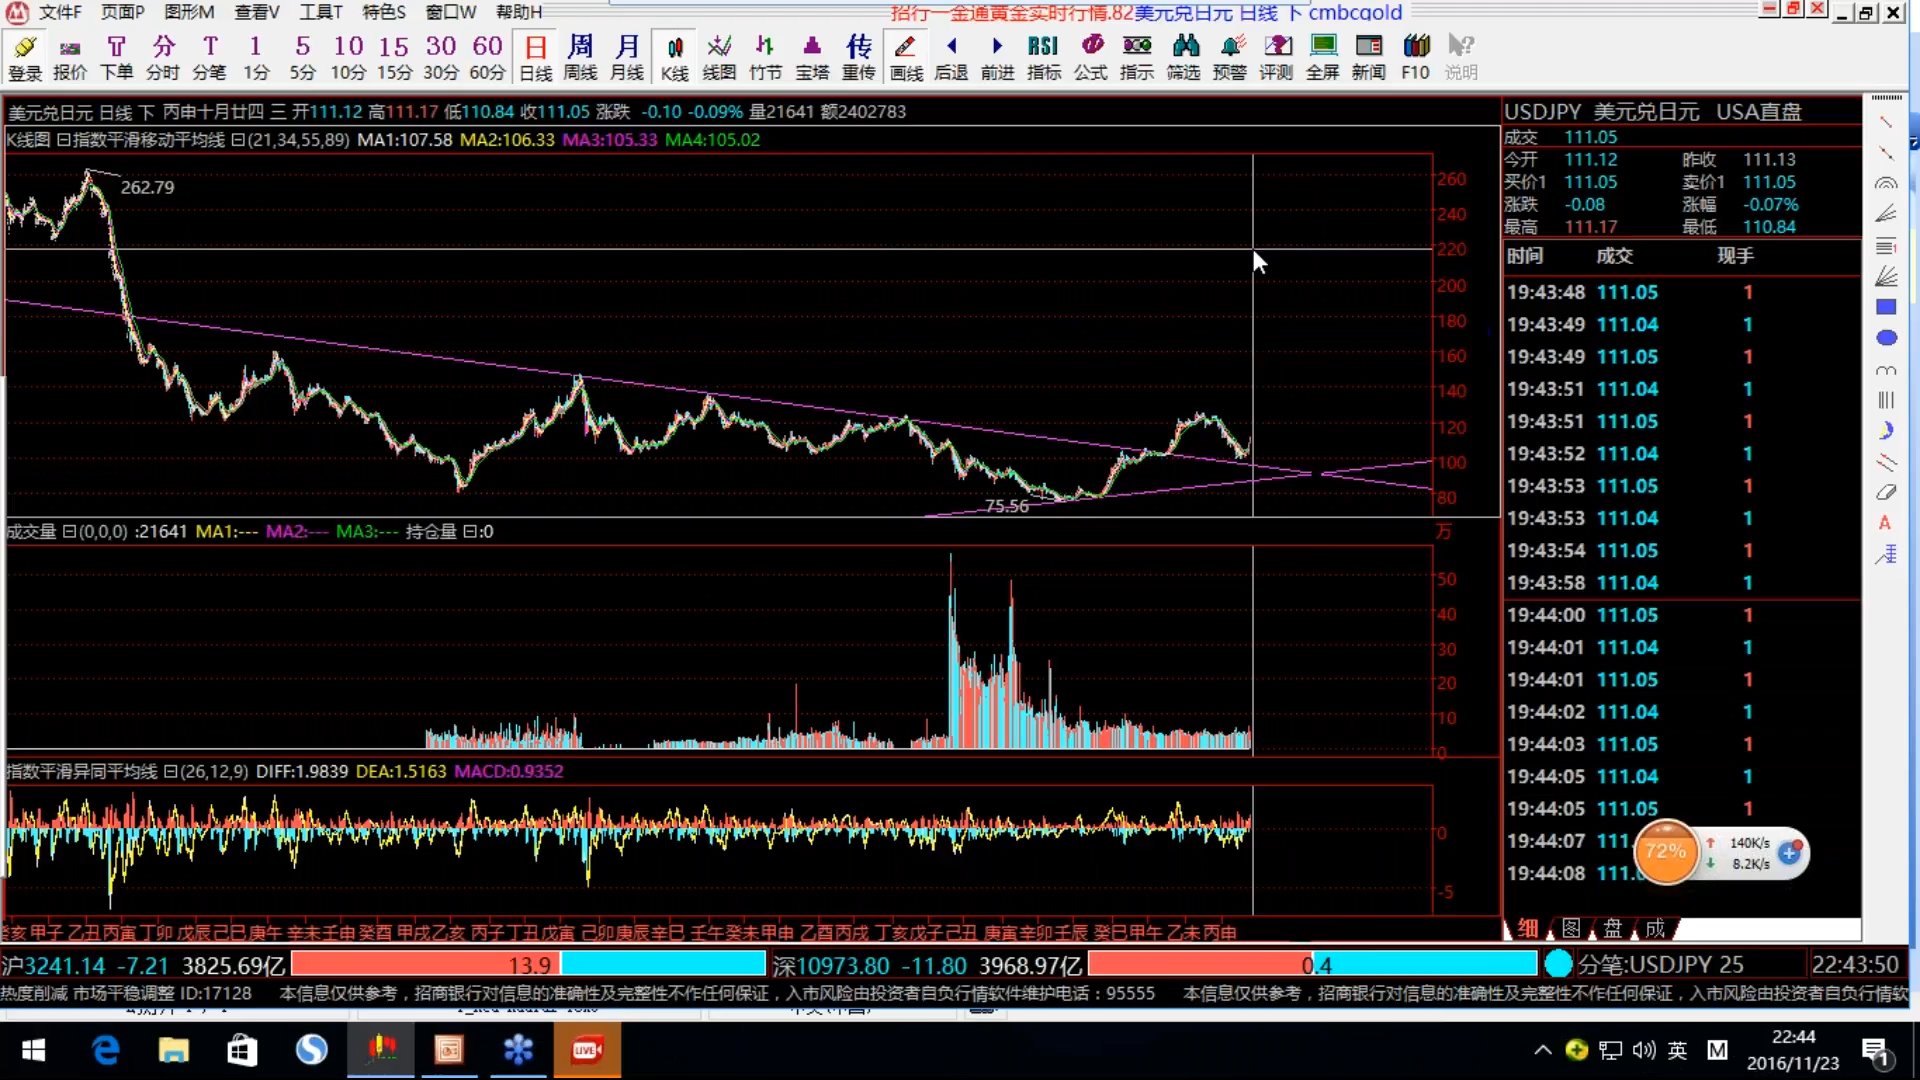 文件F 页面P 图形M 查看V 工具T 特色S 窗口W 帮助H 招行一金通黄金实时行情.82美元兑日元 日线 下 cmbcgold
登录 报价 下单 分时 分笔 1分 5分 10分 15分 30分 60分 日线 周线 月线 K线 线图 竹节 宝塔 重传 画线 后退 前进 指标 公式 指示 筛选 预警 评测 全屏 新闻 F10 说明
美元兑日元 日线 下 丙申十月廿四 三 开111.12 高111.17 低110.84 收111.05 涨跌 -0.10 -0.09% 量21641 额2402783
K线图 曰指数平滑移动平均线 曰(21,34,55,89) MA1:107.58 MA2:106.33 MA3:105.33 MA4:105.02
262.79
75.56
260
240
220
200
180
160
140
120
100
80
成交量 曰(0,0,0) :21641 MA1:--- MA2:--- MA3:--- 持仓量 曰:0
万
50
40
30
20
10
0
指数平滑异同平均线 曰(26,12,9) DIFF:1.9839 DEA:1.5163 MACD:0.9352
0
-5
癸亥 甲子 乙丑 丙寅 丁卯 戊辰 己巳 庚午 辛未 壬申 癸酉 甲戌 乙亥 丙子 丁丑 戊寅 己卯 庚辰 辛巳 壬午 癸未 甲申 乙酉 丙戌 丁亥 戊子 己丑 庚寅 辛卯 壬辰 癸巳 甲午 乙未 丙申
USDJPY 美元兑日元 USA直盘
成交 111.05
今开 111.12 昨收 111.13
买价1 111.05 卖价1 111.05
涨跌 -0.08 涨幅 -0.07%
最高 111.17 最低 110.84
时间 成交 现手
19:43:48 111.05 1
19:43:49 111.04 1
19:43:49 111.05 1
19:43:51 111.04 1
19:43:51 111.05 1
19:43:52 111.04 1
19:43:53 111.05 1
19:43:53 111.04 1
19:43:54 111.05 1
19:43:58 111.04 1
19:44:00 111.05 1
19:44:01 111.04 1
19:44:01 111.05 1
19:44:02 111.04 1
19:44:03 111.05 1
19:44:05 111.04 1
19:44:05 111.05 1
19:44:07 111.
19:44:08 111.
72% 140K/s
8.2K/s
细 图 盘 成
沪3241.14 -7.21 3825.69亿 13.9 深10973.80 -11.80 3968.97亿 0.4 分笔:USDJPY 25 22:43:50
热度削减 市场平稳调整 ID:17128 本信息仅供参考，招商银行对信息的准确性及完整性不作任何保证，入市风险由投资者自负行情软件维护电话：95555 本信息仅供参考，招商银行对信息的准确性及完整性不作任何保证，入市风险由投资者自负行情软
LIVE 英 M 22:44
2016/11/23
1